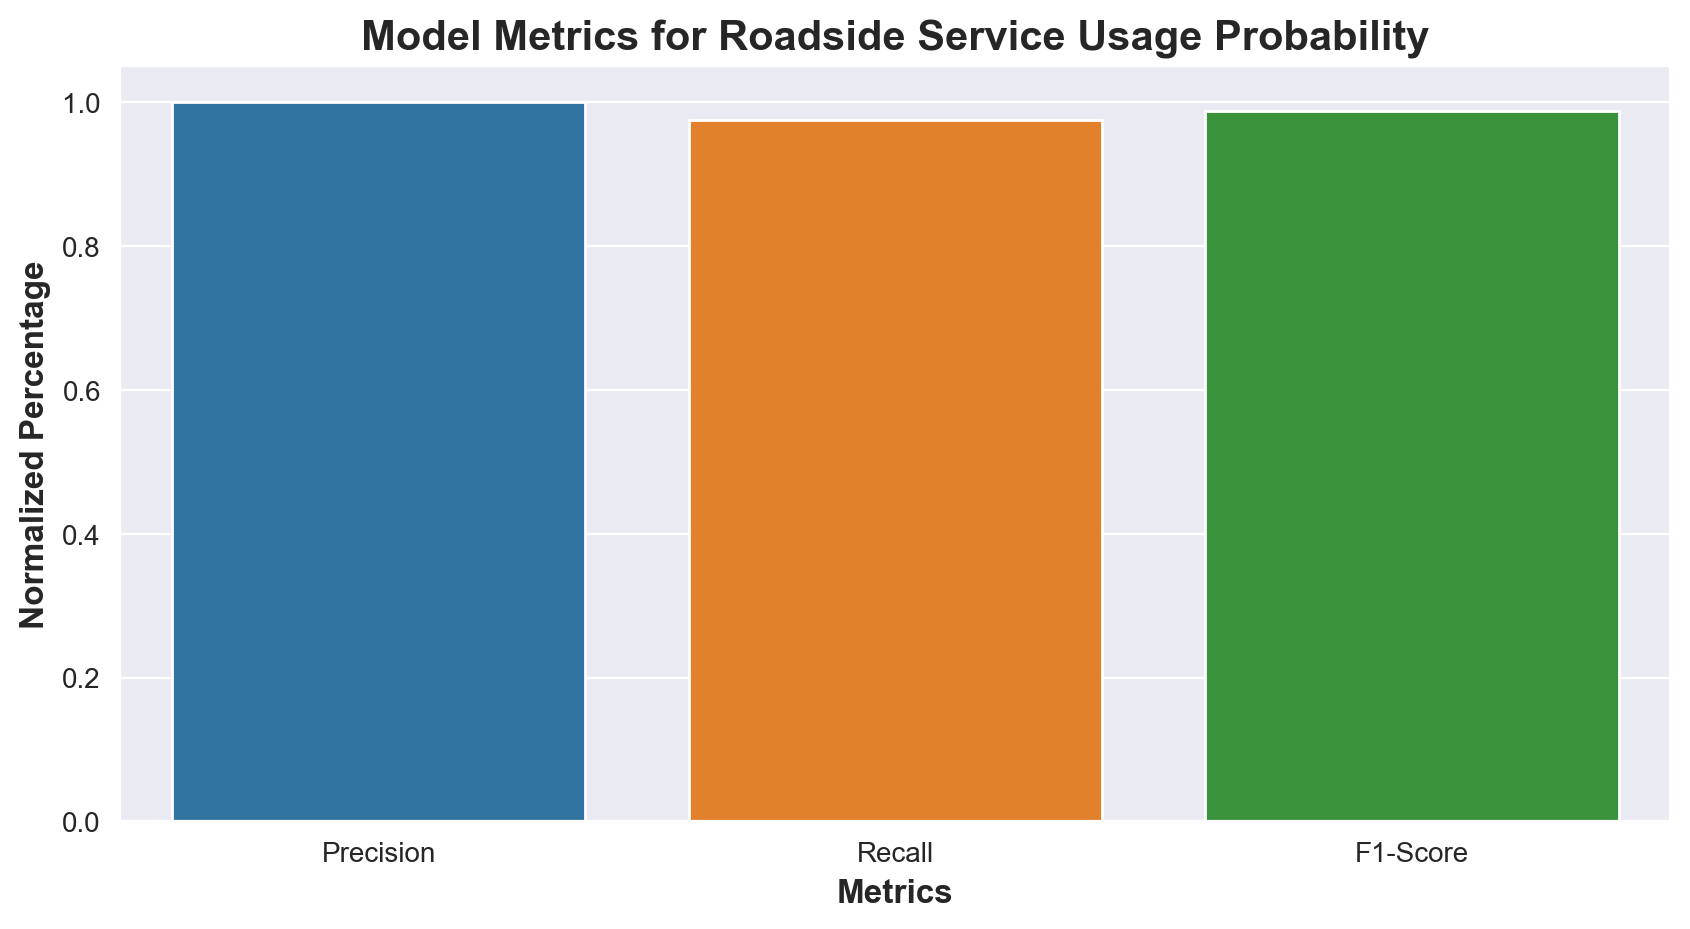 Model Metrics for Roadside Service Usage Probability
Normalized Percentage
1.0
0.8
0.6
0.4
0.2
0.0
Precision Recall F1-Score
Metrics